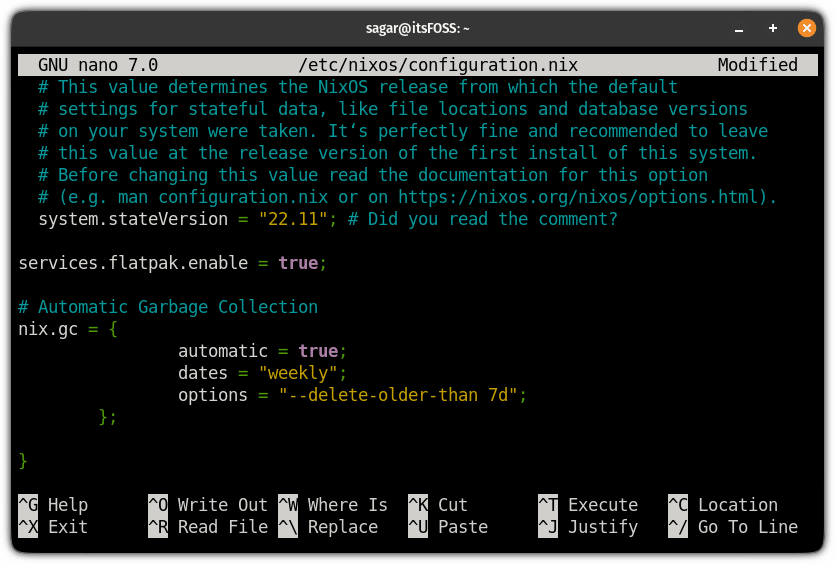 sagar@itsFOSS: ~
GNU nano 7.0 /etc/nixos/configuration.nix Modified
# This value determines the NixOS release from which the default
# settings for stateful data, like file locations and database versions
# on your system were taken. It‘s perfectly fine and recommended to leave
# this value at the release version of the first install of this system.
# Before changing this value read the documentation for this option
# (e.g. man configuration.nix or on https://nixos.org/nixos/options.html).
system.stateVersion = "22.11"; # Did you read the comment?
services.flatpak.enable = true;
# Automatic Garbage Collection
nix.gc = {
automatic = true;
dates = "weekly";
options = "--delete-older-than 7d";
};
}
^G Help ^O Write Out ^W Where Is ^K Cut ^T Execute ^C Location
^X Exit ^R Read File ^\ Replace ^U Paste ^J Justify ^/ Go To Line